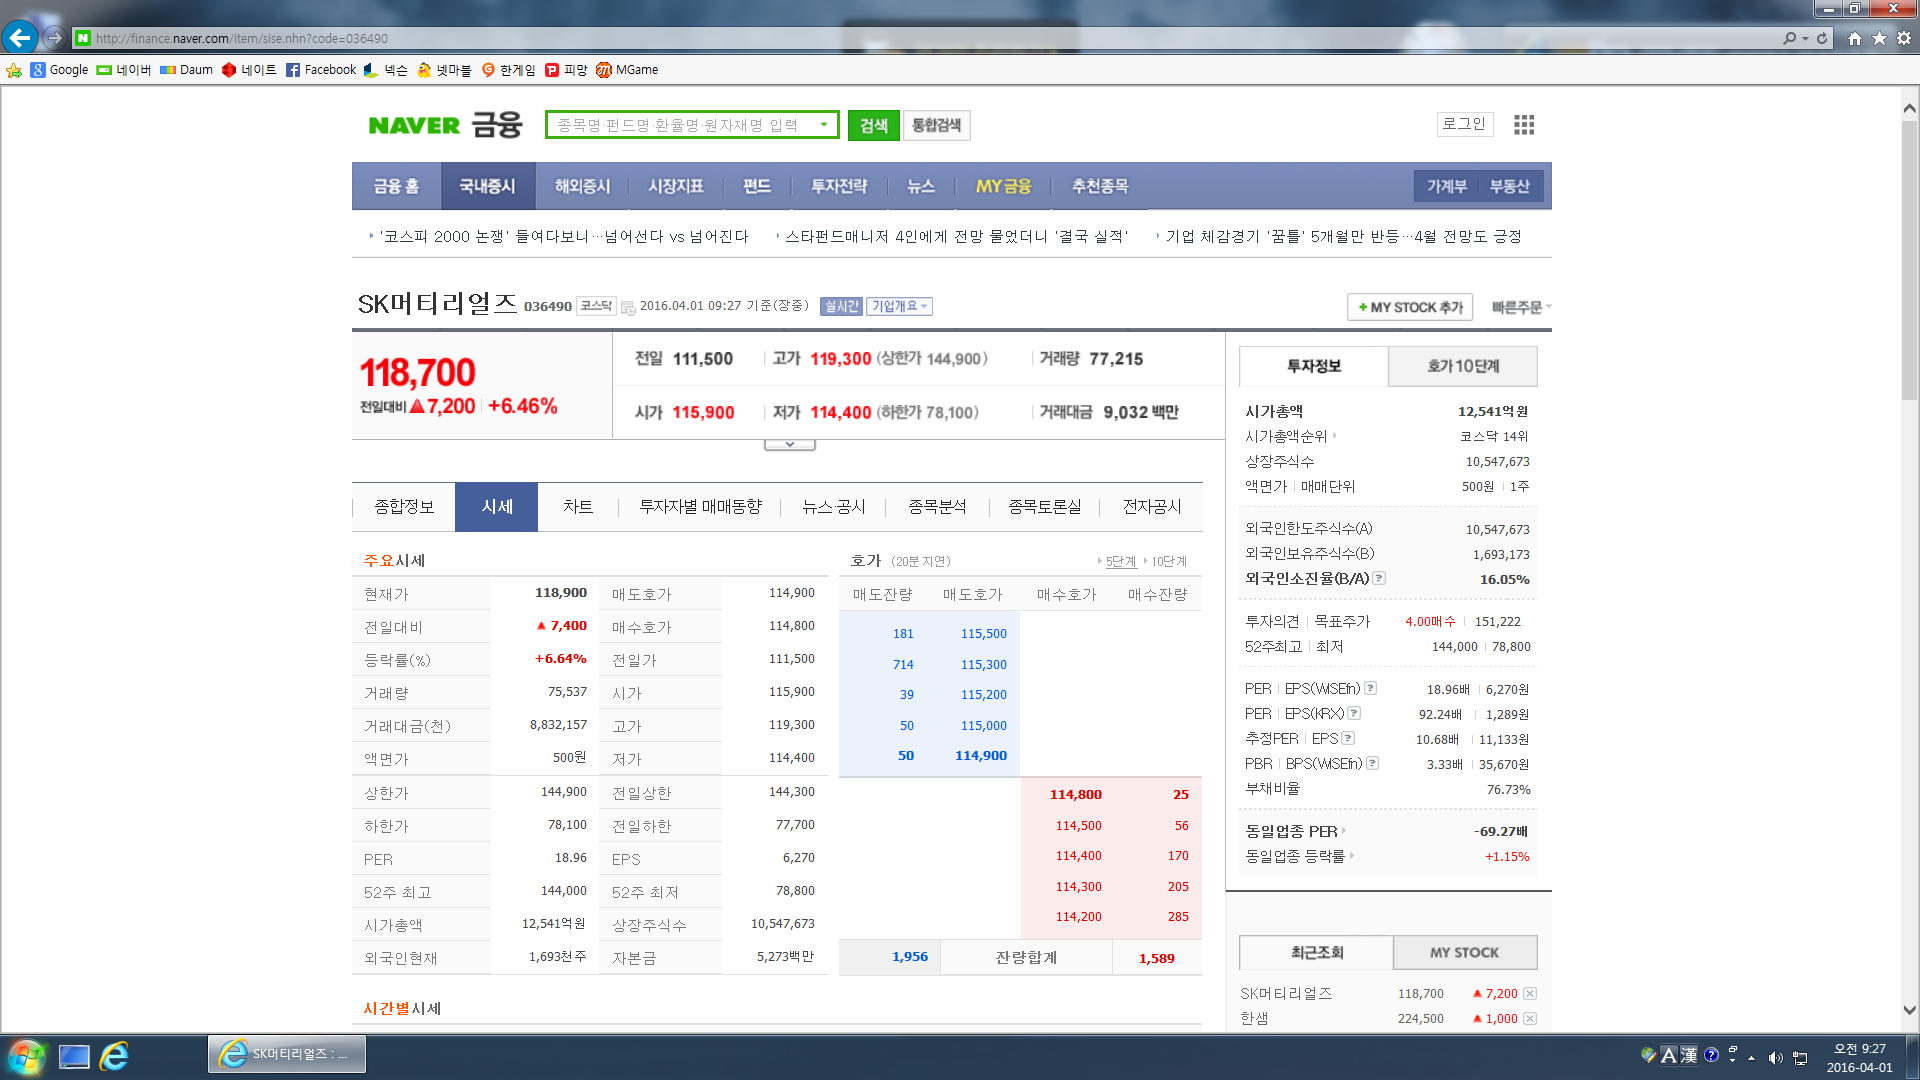 http://finance.naver.com/item/sise.nhn?code=036490
Google 네이버 Daum 네이트 Facebook 넥슨 넷마블 한게임 피망 MGame
NAVER 금융 종목명·펀드명·환율명·원자재명 입력 검색 통합검색 로그인
금융 홈 국내증시 해외증시 시장지표 펀드 투자전략 뉴스 MY금융 추천종목 가계부 부동산
'코스피 2000 논쟁' 들여다보니…넘어선다 vs 넘어진다 스타펀드매니저 4인에게 전망 물었더니 '결국 실적' 기업 체감경기 '꿈틀' 5개월만 반등…4월 전망도 긍정
SK머티리얼즈 036490 코스닥 2016.04.01 09:27 기준(장중) 실시간 기업개요 + MY STOCK 추가 빠른주문
118,700
전일대비 ▲7,200 +6.46%
전일 111,500 고가 119,300 (상한가 144,900) 거래량 77,215
시가 115,900 저가 114,400 (하한가 78,100) 거래대금 9,032 백만
종합정보 시세 차트 투자자별 매매동향 뉴스·공시 종목분석 종목토론실 전자공시
주요시세
현재가 118,900 매도호가 114,900
전일대비 ▲ 7,400 매수호가 114,800
등락률(%) +6.64% 전일가 111,500
거래량 75,537 시가 115,900
거래대금(천) 8,832,157 고가 119,300
액면가 500원 저가 114,400
상한가 144,900 전일상한 144,300
하한가 78,100 전일하한 77,700
PER 18.96 EPS 6,270
52주 최고 144,000 52주 최저 78,800
시가총액 12,541억원 상장주식수 10,547,673
외국인현재 1,693천주 자본금 5,273백만
호가 (20분 지연) 5단계 10단계
매도잔량 매도호가 매수호가 매수잔량
181 115,500
714 115,300
39 115,200
50 115,000
50 114,900
114,800 25
114,500 56
114,400 170
114,300 205
114,200 285
1,956 잔량합계 1,589
시간별시세
투자정보 호가 10단계
시가총액 12,541억원
시가총액순위 코스닥 14위
상장주식수 10,547,673
액면가 매매단위 500원 1주
외국인한도주식수(A) 10,547,673
외국인보유주식수(B) 1,693,173
외국인소진율(B/A) ? 16.05%
투자의견 목표주가 4.00매수 151,222
52주최고 최저 144,000 78,800
PER EPS(WISEfn) ? 18.96배 6,270원
PER EPS(KRX) ? 92.24배 1,289원
추정PER EPS ? 10.68배 11,133원
PBR BPS(WISEfn) ? 3.33배 35,670원
부채비율 76.73%
동일업종 PER -69.27배
동일업종 등락률 +1.15%
최근조회 MY STOCK
SK머티리얼즈 118,700 ▲ 7,200
한샘 224,500 ▲ 1,000
SK머티리얼즈 : ...
A 漢 ?
오전 9:27
2016-04-01